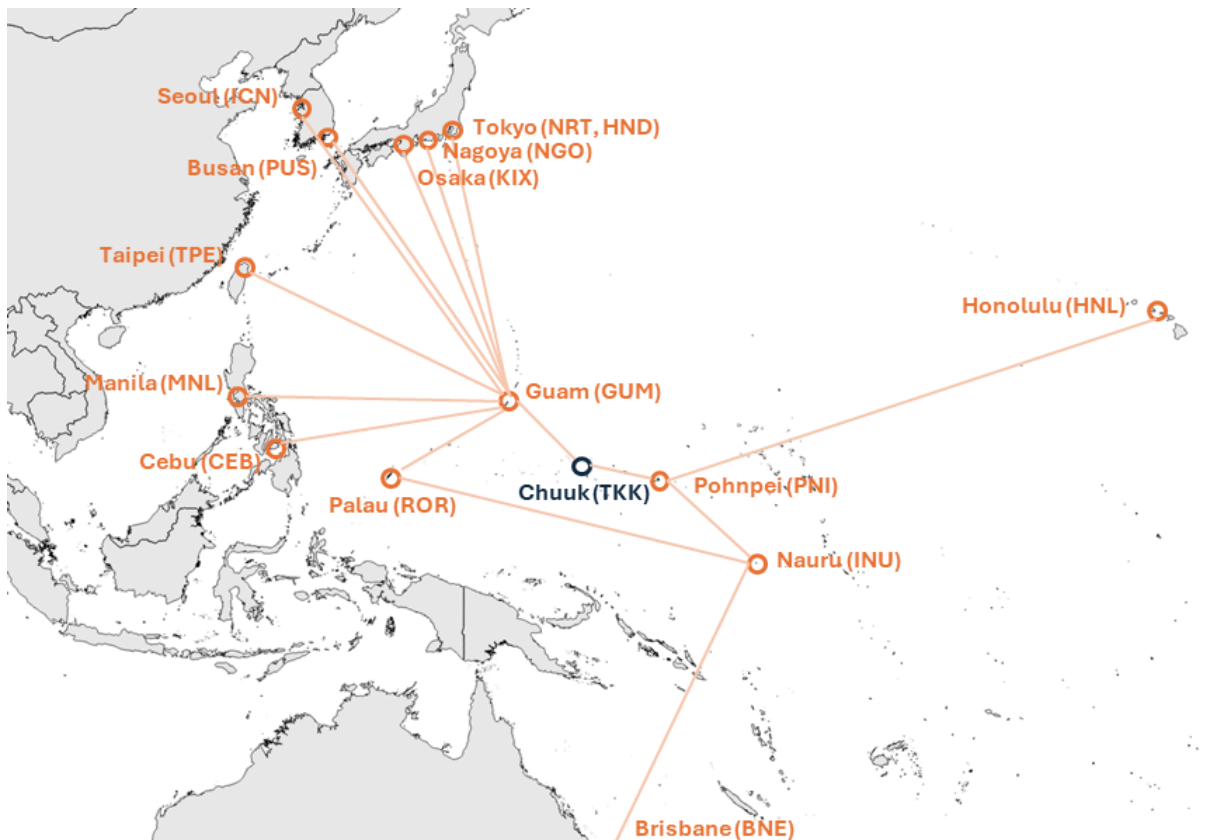 Seoul (ICN)
Tokyo (NRT, HND)
Nagoya (NGO)
Busan (PUS)
Osaka (KIX)
Taipei (TPE)
Honolulu (HNL)
Manila (MNL)
Guam (GUM)
Cebu (CEB)
Chuuk (TKK)
Pohnpei (PNI)
Palau (ROR)
Nauru (INU)
Brisbane (BNE)